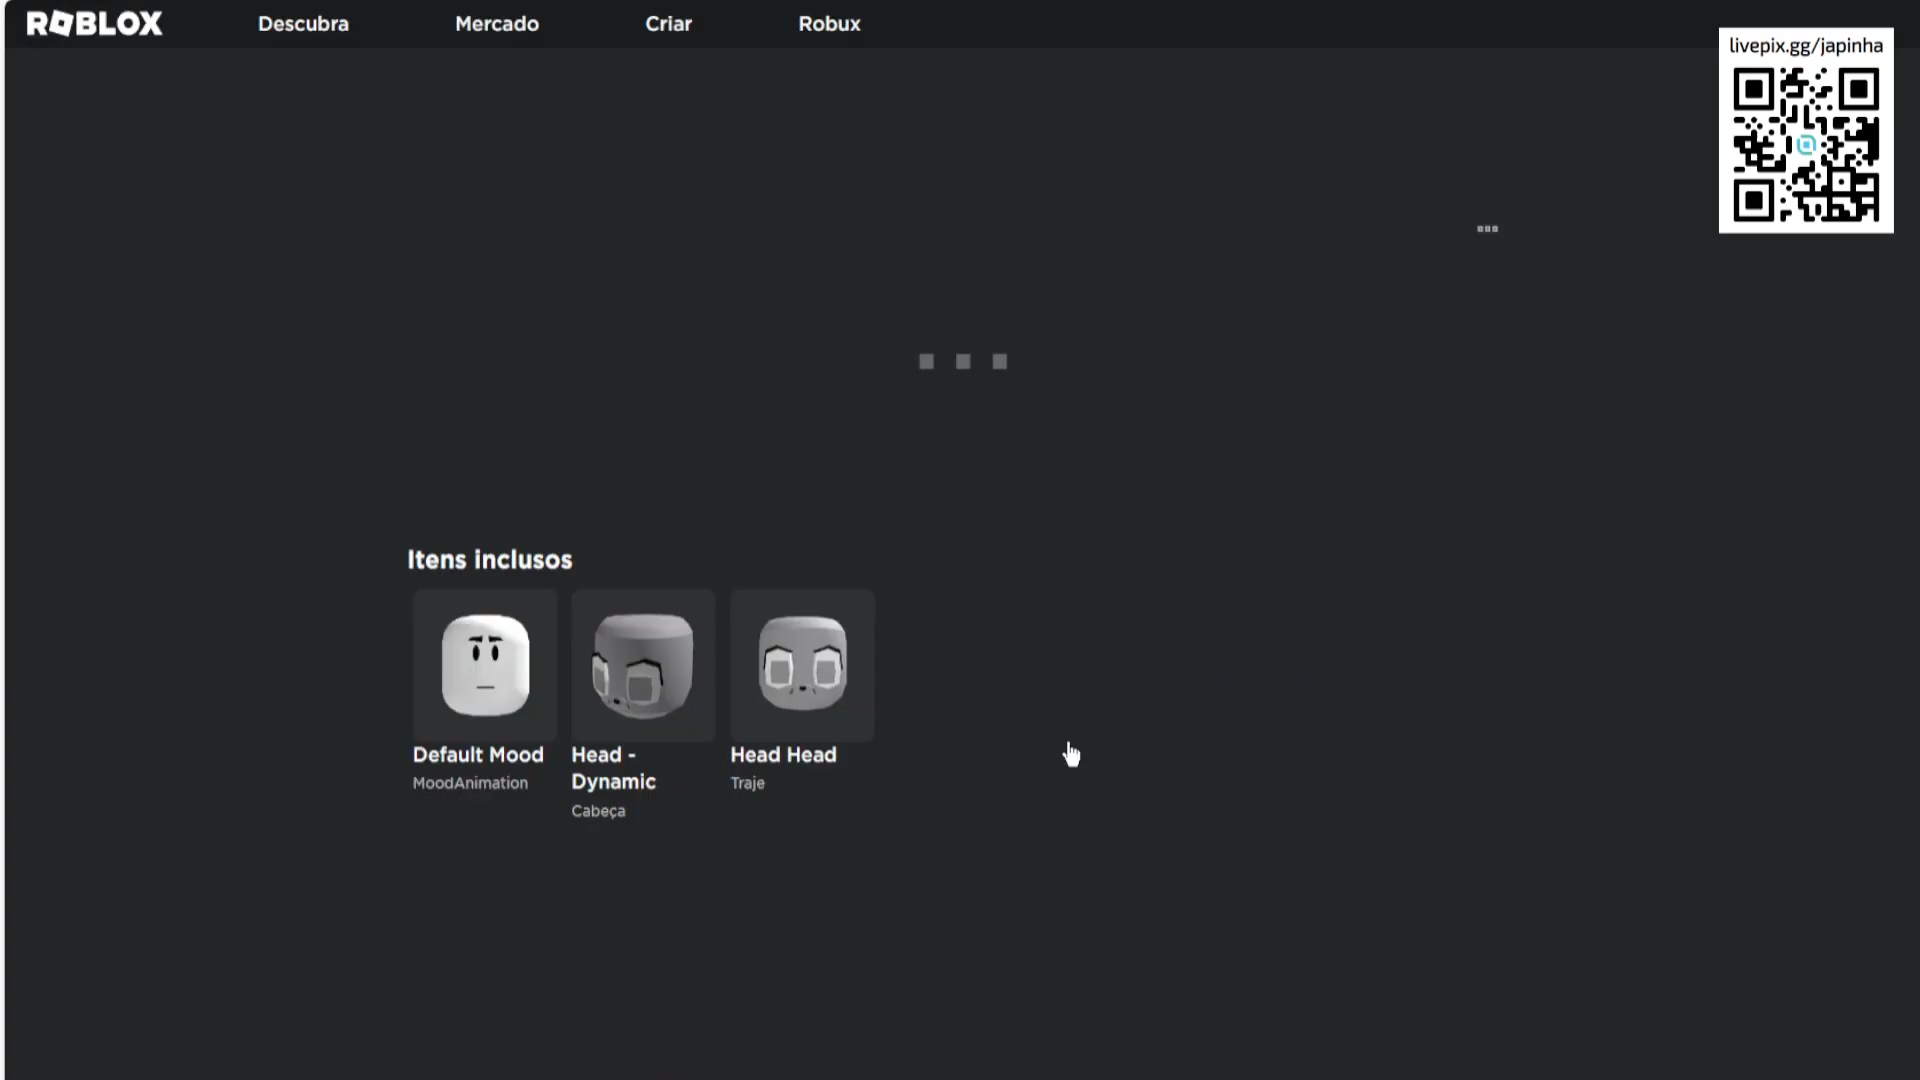 ROBLOX Descubra Mercado Criar Robux
livepix.gg/japinha
Itens inclusos
Default Mood
MoodAnimation
Head -
Dynamic
Cabeça
Head Head
Traje